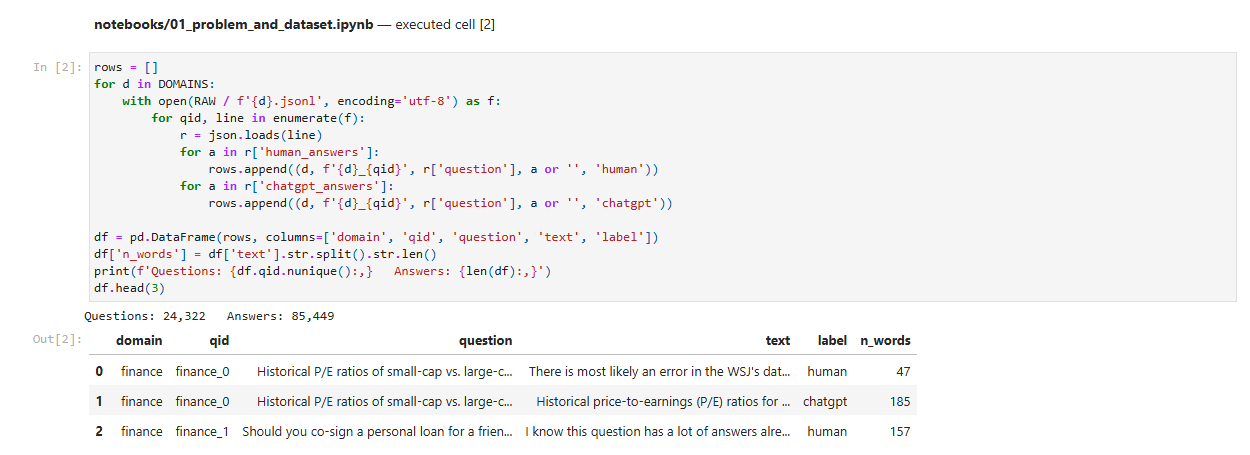 notebooks/01_problem_and_dataset.ipynb — executed cell [2]
In [2]: rows = []
for d in DOMAINS:
    with open(RAW / f'{d}.jsonl', encoding='utf-8') as f:
        for qid, line in enumerate(f):
            r = json.loads(line)
            for a in r['human_answers']:
                rows.append((d, f'{d}_{qid}', r['question'], a or '', 'human'))
            for a in r['chatgpt_answers']:
                rows.append((d, f'{d}_{qid}', r['question'], a or '', 'chatgpt'))
df = pd.DataFrame(rows, columns=['domain', 'qid', 'question', 'text', 'label'])
df['n_words'] = df['text'].str.split().str.len()
print(f'Questions: {df.qid.nunique():,}   Answers: {len(df):,}')
df.head(3)
Questions: 24,322   Answers: 85,449
Out[2]: domain qid question text label n_words
0 finance finance_0 Historical P/E ratios of small-cap vs. large-c... There is most likely an error in the WSJ's dat... human 47
1 finance finance_0 Historical P/E ratios of small-cap vs. large-c... Historical price-to-earnings (P/E) ratios for ... chatgpt 185
2 finance finance_1 Should you co-sign a personal loan for a frien... I know this question has a lot of answers alre... human 157